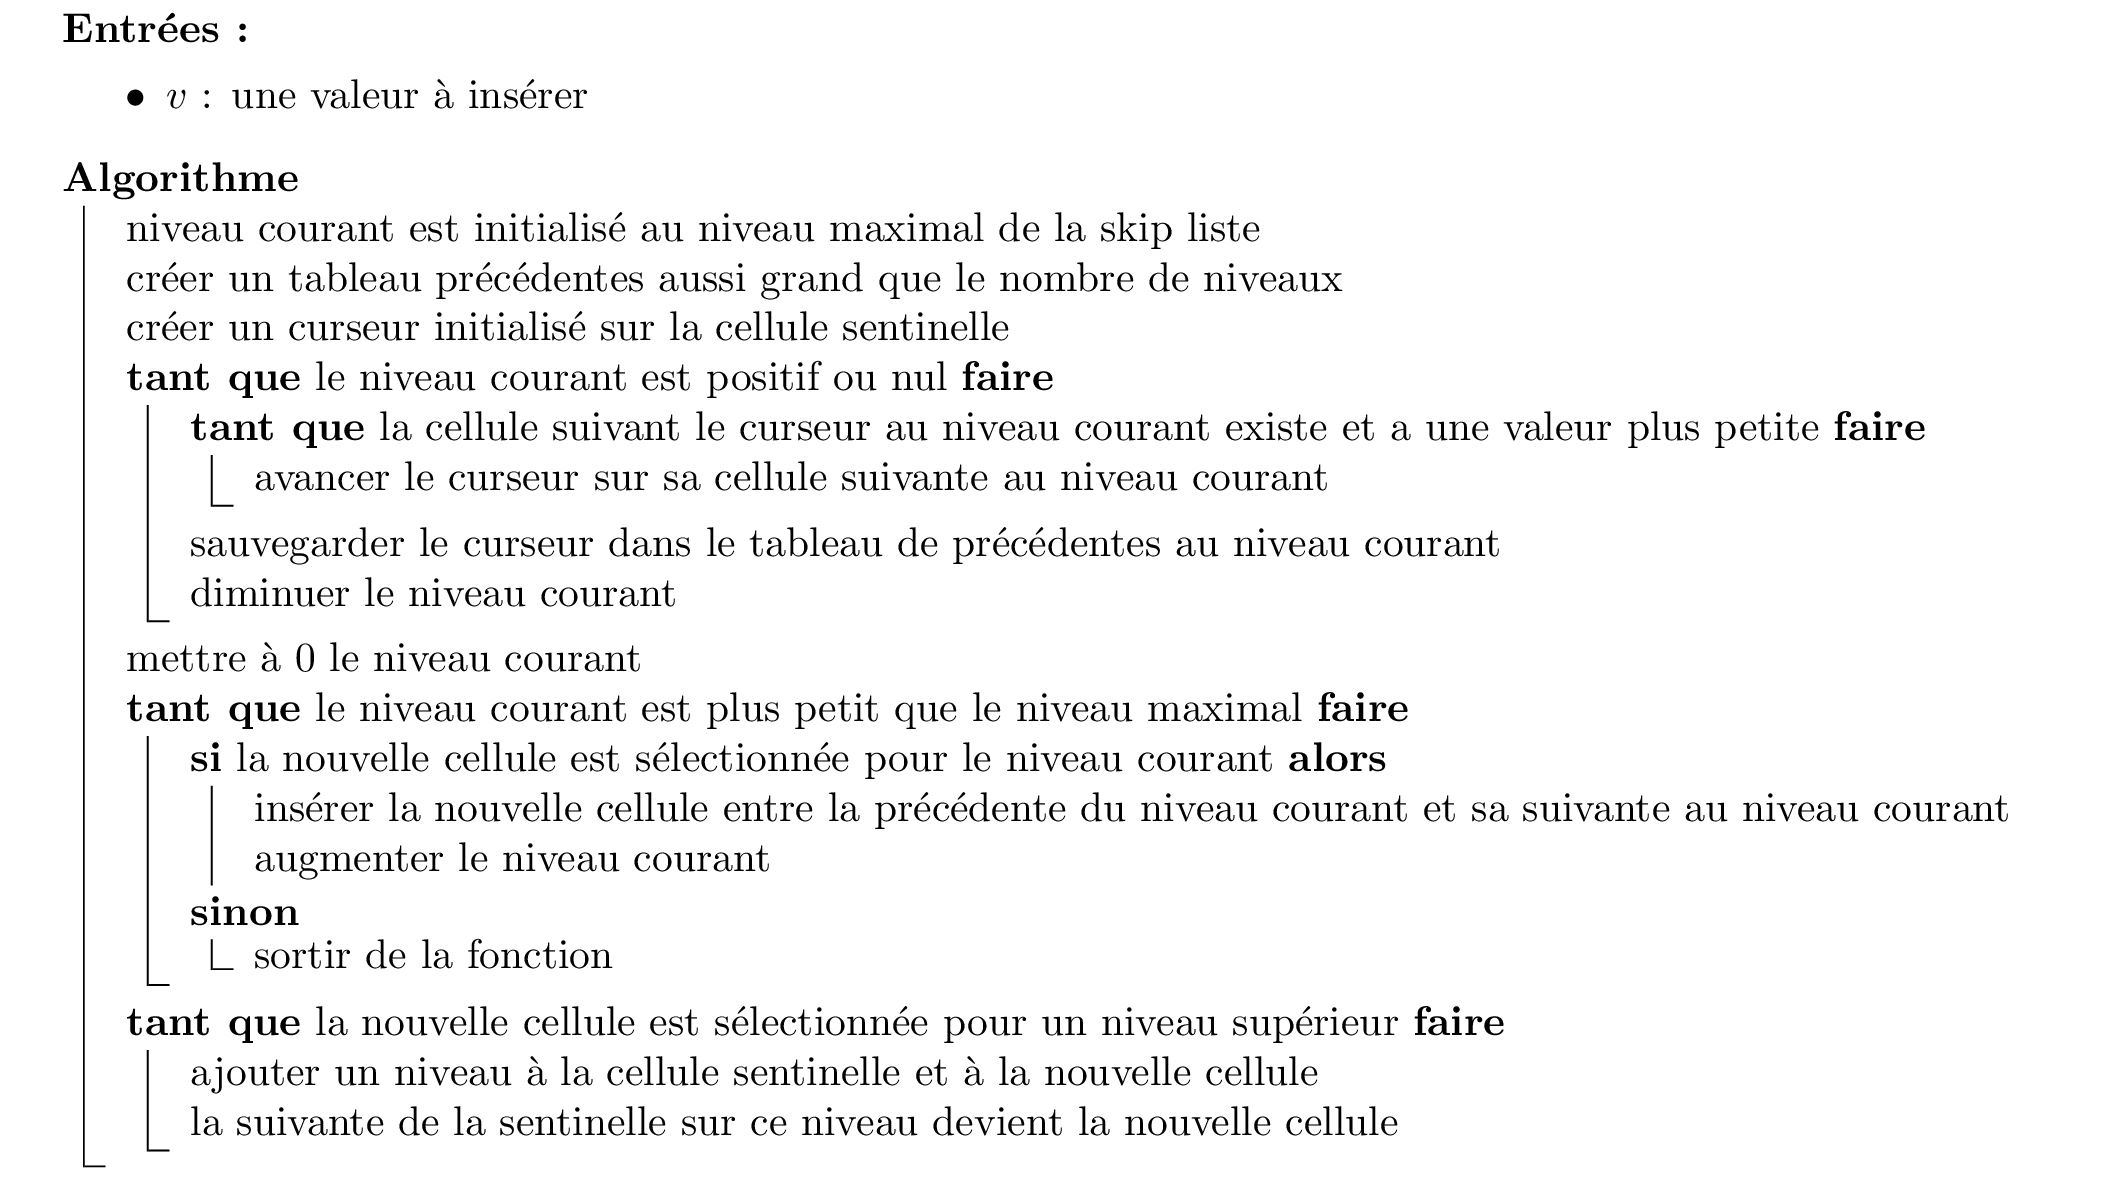 Entrées :
• v : une valeur à insérer
Algorithme
niveau courant est initialisé au niveau maximal de la skip liste
créer un tableau précédentes aussi grand que le nombre de niveaux
créer un curseur initialisé sur la cellule sentinelle
tant que le niveau courant est positif ou nul faire
tant que la cellule suivant le curseur au niveau courant existe et a une valeur plus petite faire
avancer le curseur sur sa cellule suivante au niveau courant
sauvegarder le curseur dans le tableau de précédentes au niveau courant
diminuer le niveau courant
mettre à 0 le niveau courant
tant que le niveau courant est plus petit que le niveau maximal faire
si la nouvelle cellule est sélectionnée pour le niveau courant alors
insérer la nouvelle cellule entre la précédente du niveau courant et sa suivante au niveau courant
augmenter le niveau courant
sinon
sortir de la fonction
tant que la nouvelle cellule est sélectionnée pour un niveau supérieur faire
ajouter un niveau à la cellule sentinelle et à la nouvelle cellule
la suivante de la sentinelle sur ce niveau devient la nouvelle cellule